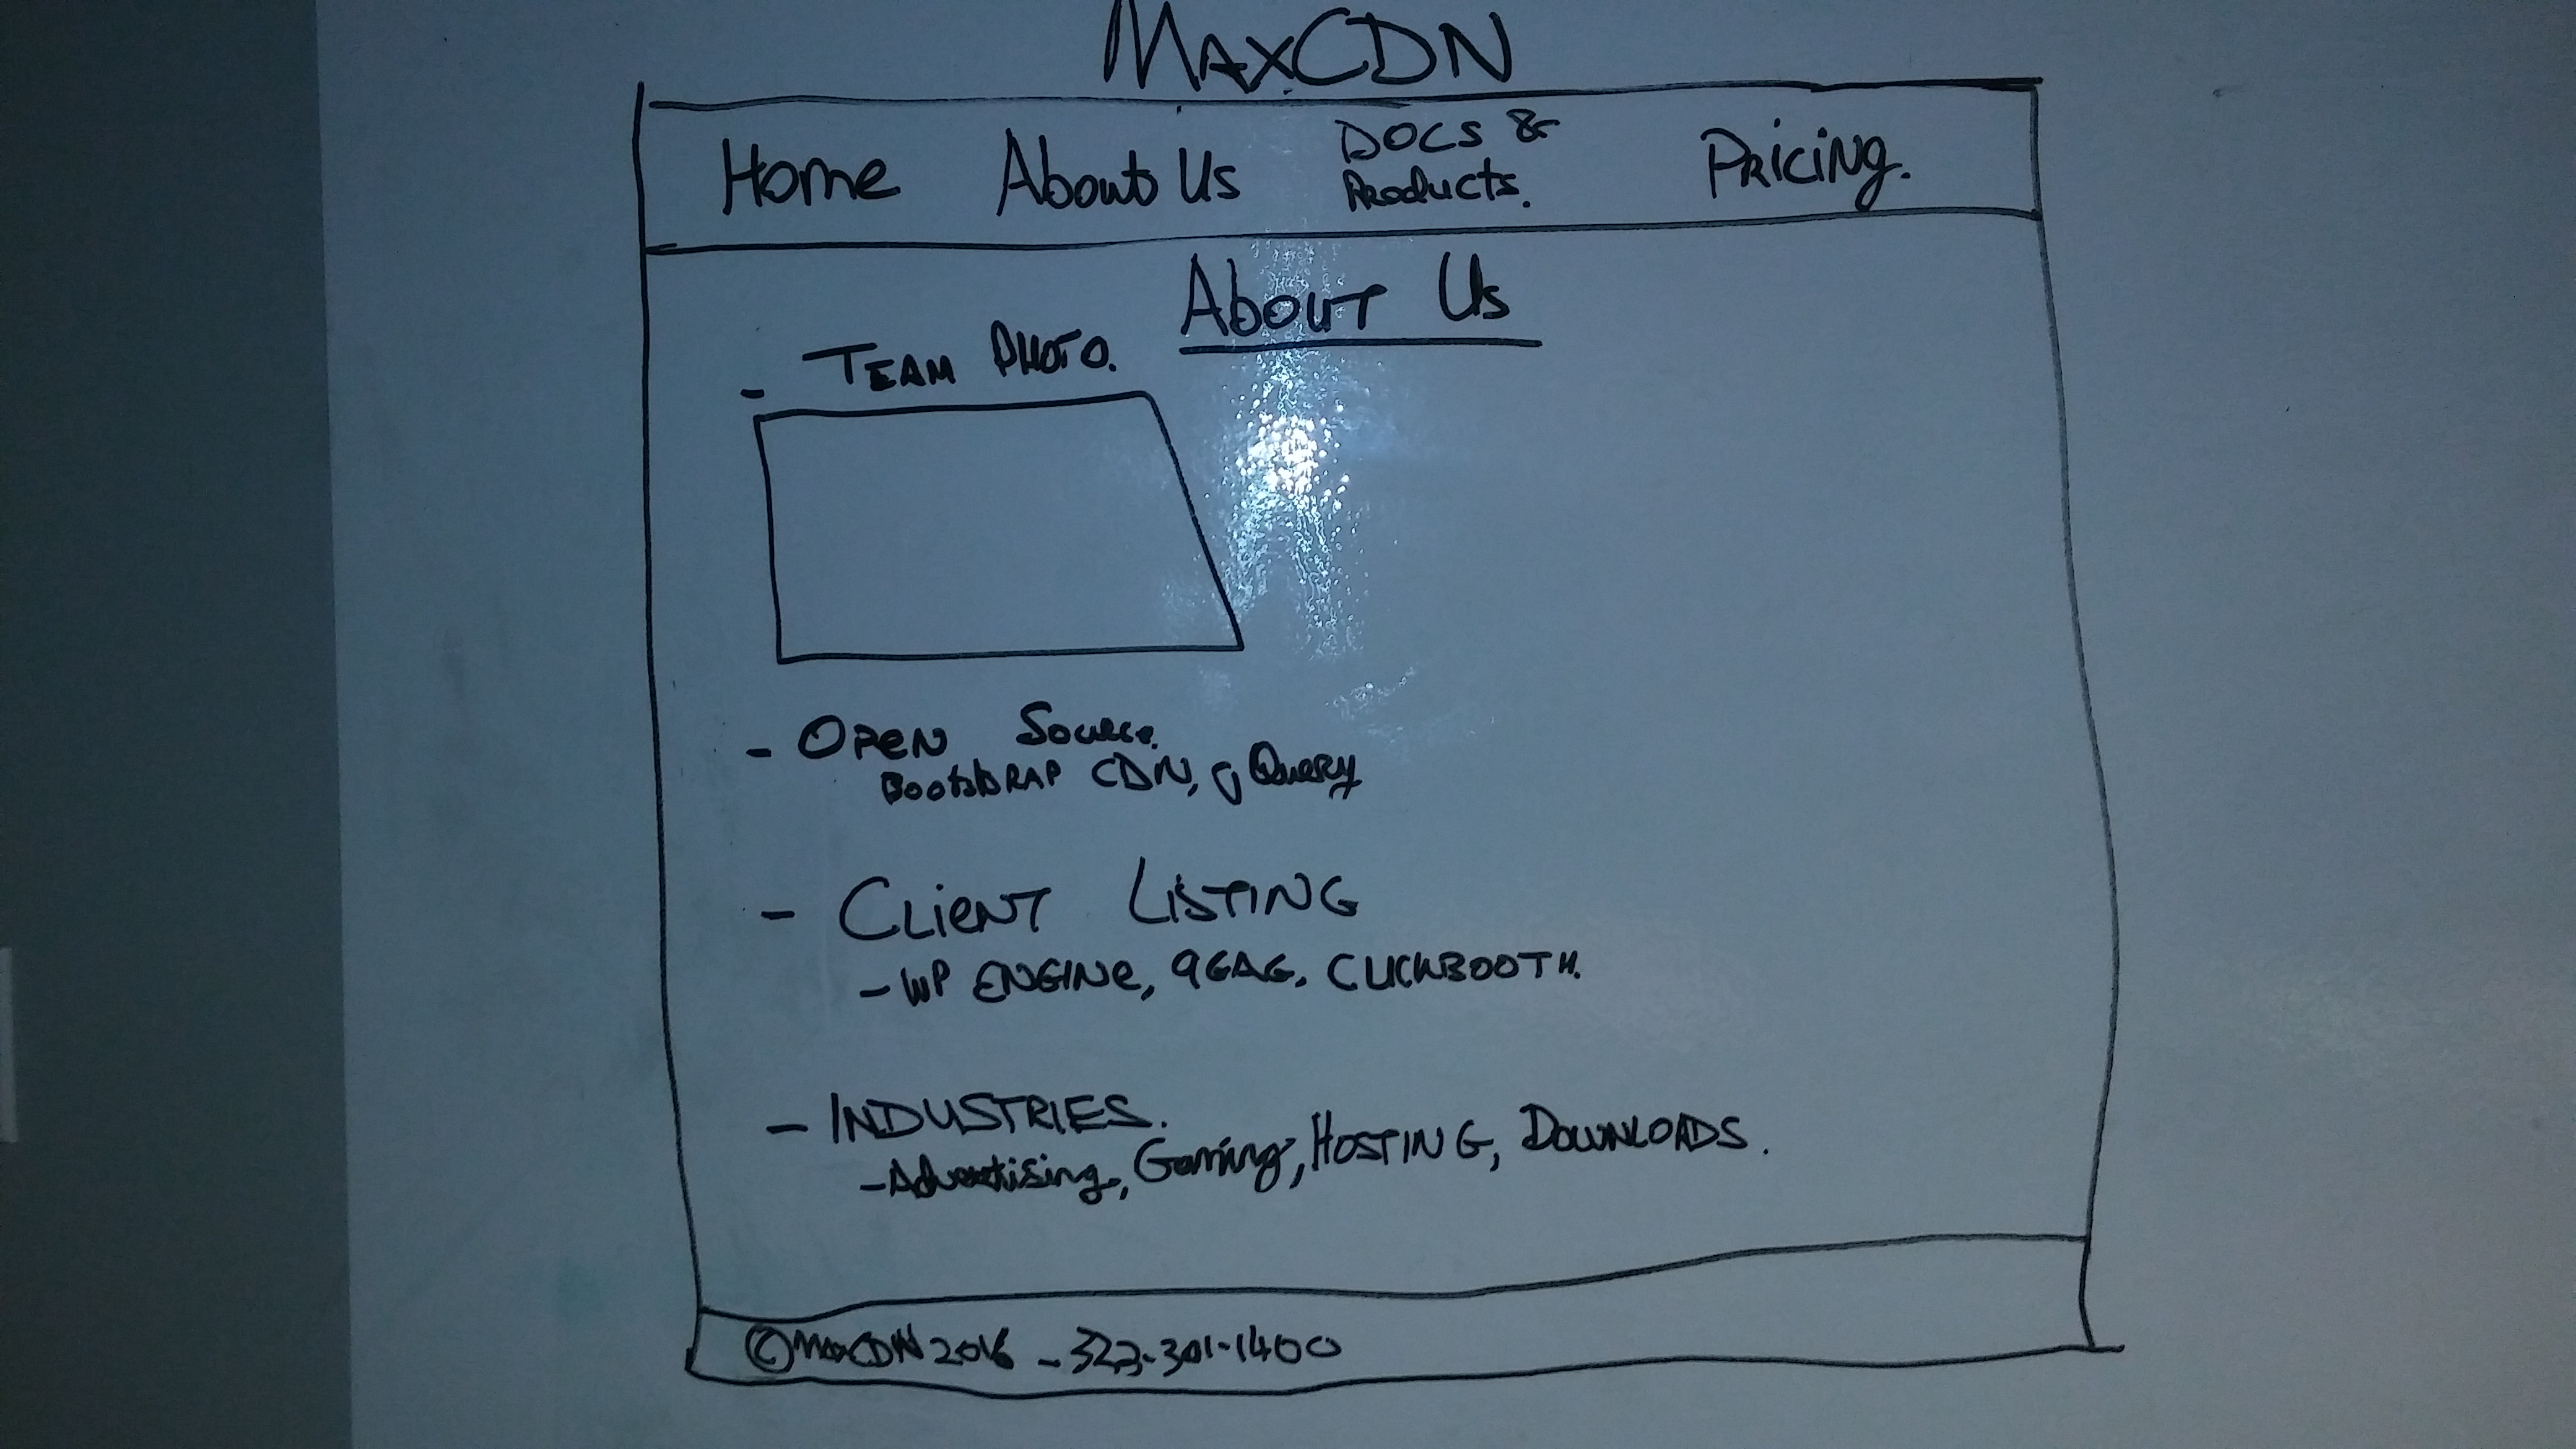 MAXCDN
Home About Us DOCS & Products. Pricing.
About Us
- TEAM PHOTO.
- OPEN Source.
Bootstrap CDN, jQuery
- CLIENT LISTING
- WP ENGINE, 9GAG, CLICKBOOTH.
- INDUSTRIES.
- Advertising, Gaming, HOSTING, DOWNLOADS.
© MaxCDN 2016 - 323-301-1400